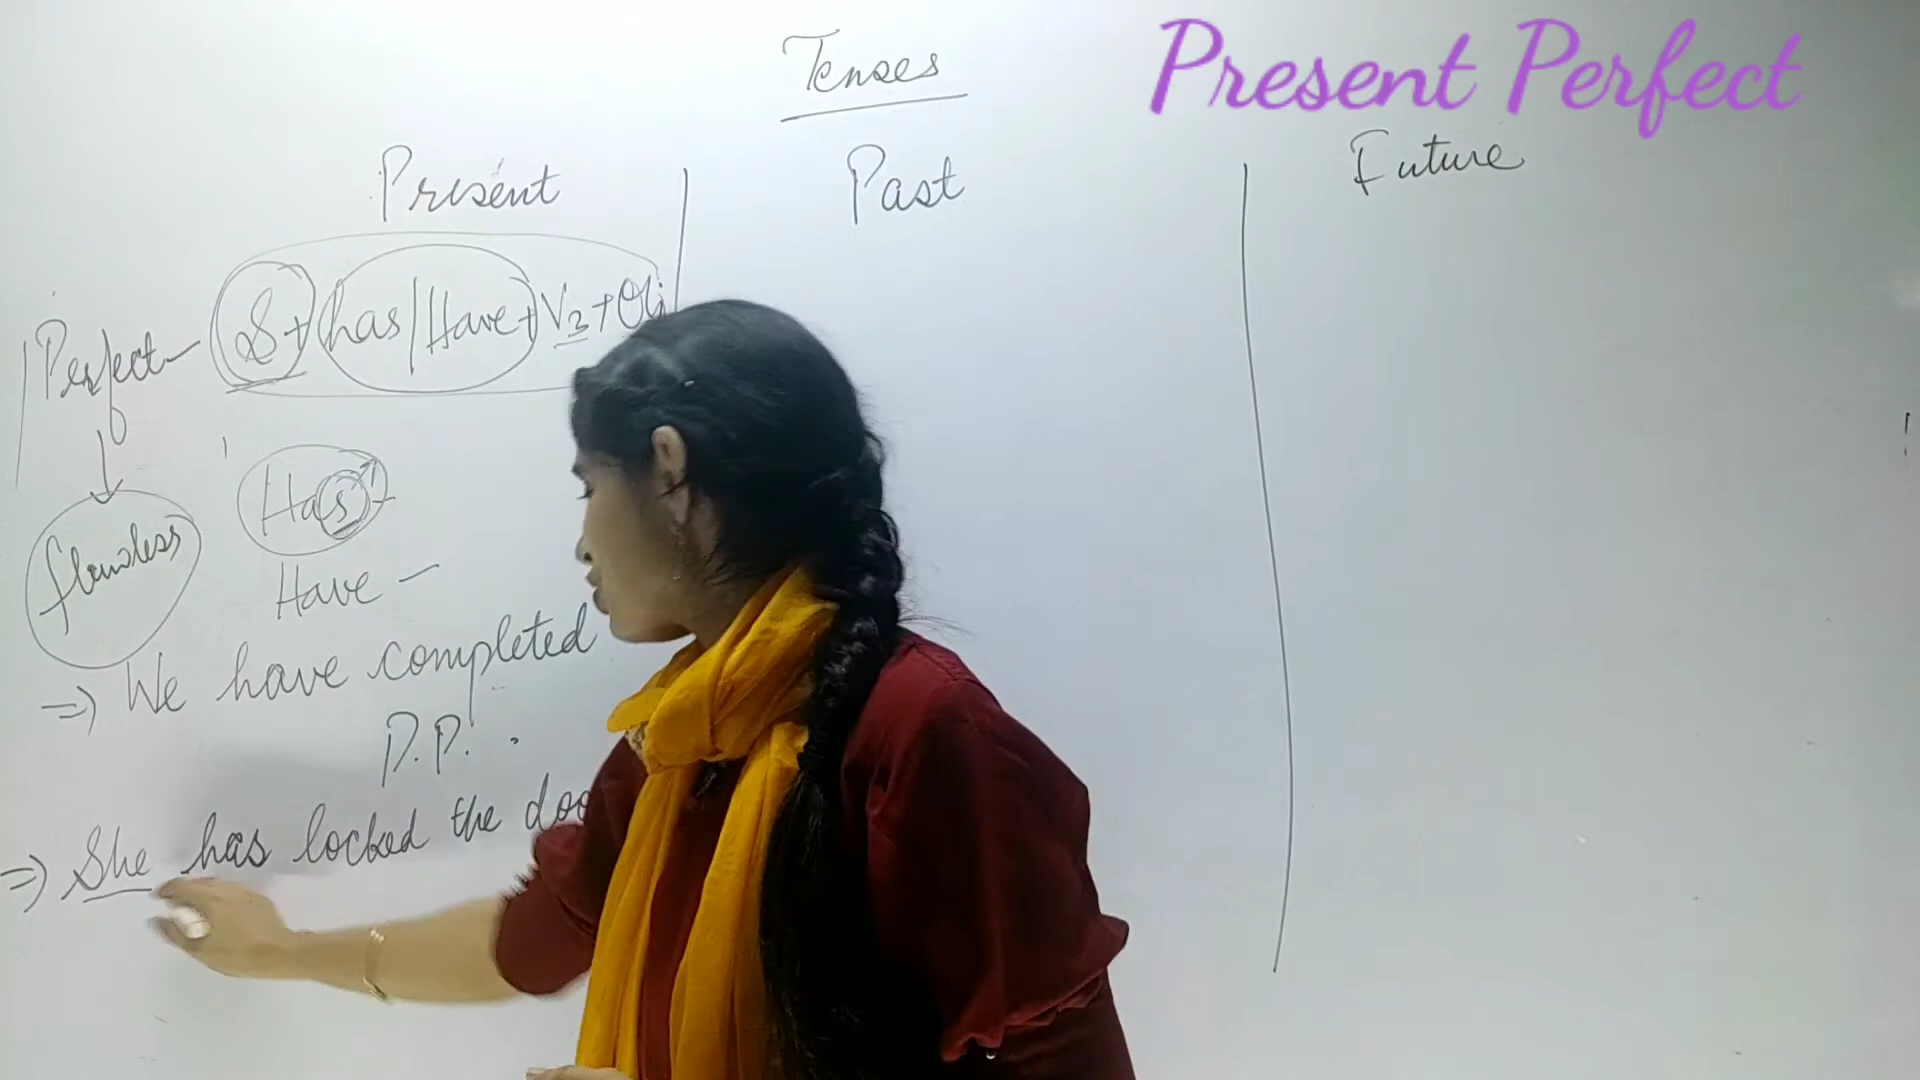 Tenses
Present Perfect
Present
Past
Future
Perfect - S + has | Have + V3 + Obj
flawless
Has
Have -
=> We have completed
P.P.
=> She has locked the doo